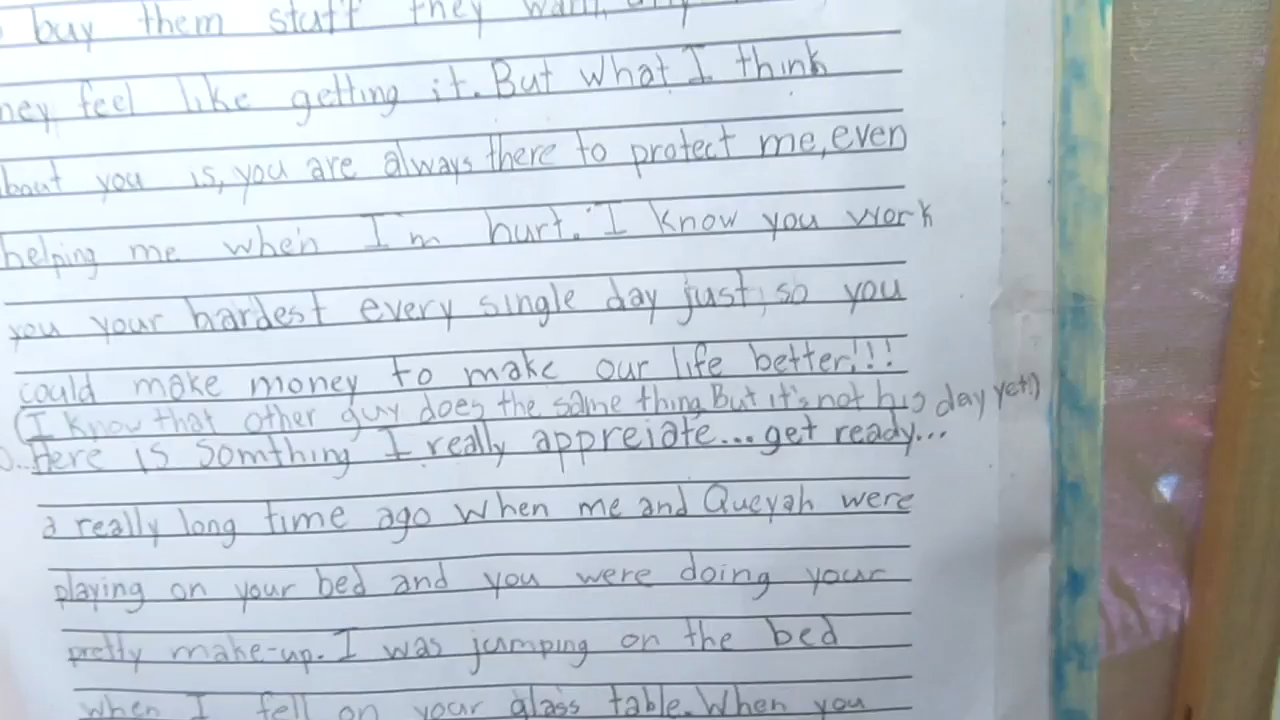 buy them stuff they want,
feel like getting it. But what I think
you is, you are always there to protect me, even
helping me when I'm hurt. I know you work
you your hardest every single day just, so you
could make money to make our life better!!!
(I know that other guy does the same thing But it's not his day yet!)
Here is somthing I really appreiate... get ready...
a really long time ago when me and Queyah were
playing on your bed and you were doing your
pretty make-up. I was jumping on the bed
when I fell on your glass table. When you